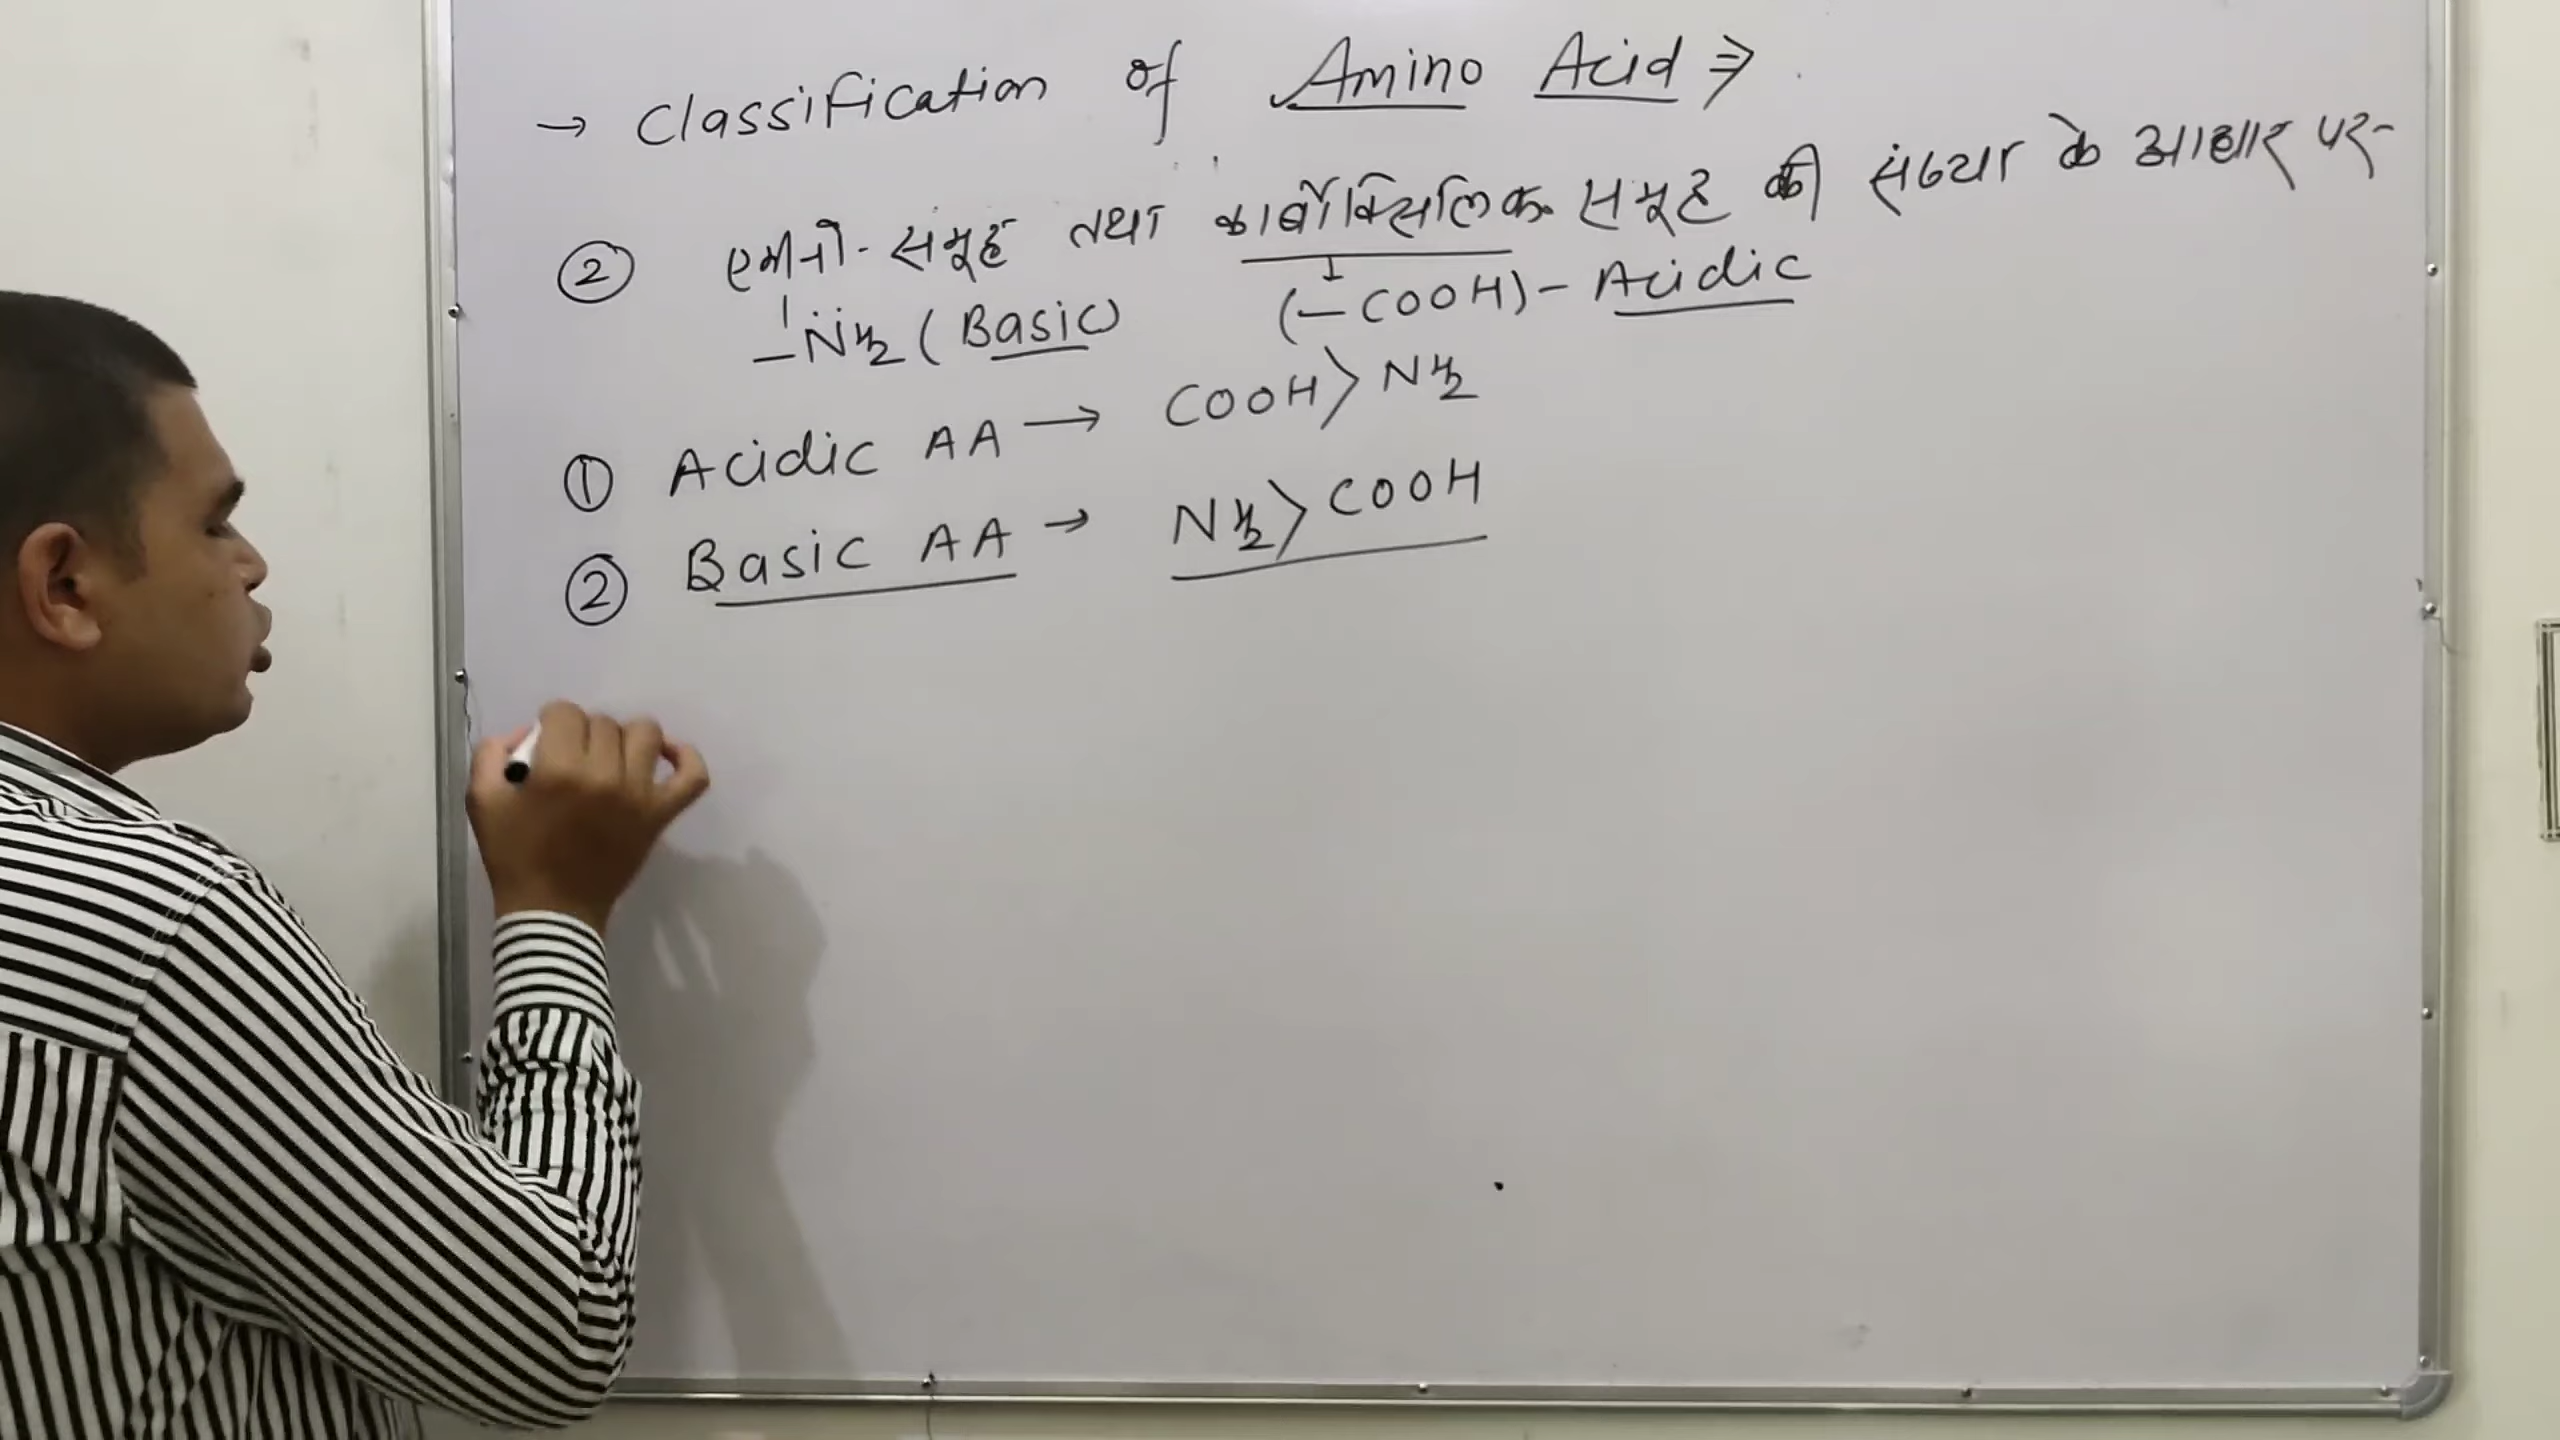 → Classification of Amino Acid ⇒
② एमीनो- समूह तथा कार्बोक्सिलिक समूह की संख्या के आधार पर-
-NH2 (Basic) (-COOH) - Acidic
① Acidic AA → COOH > NH2
② Basic AA → NH2 > COOH